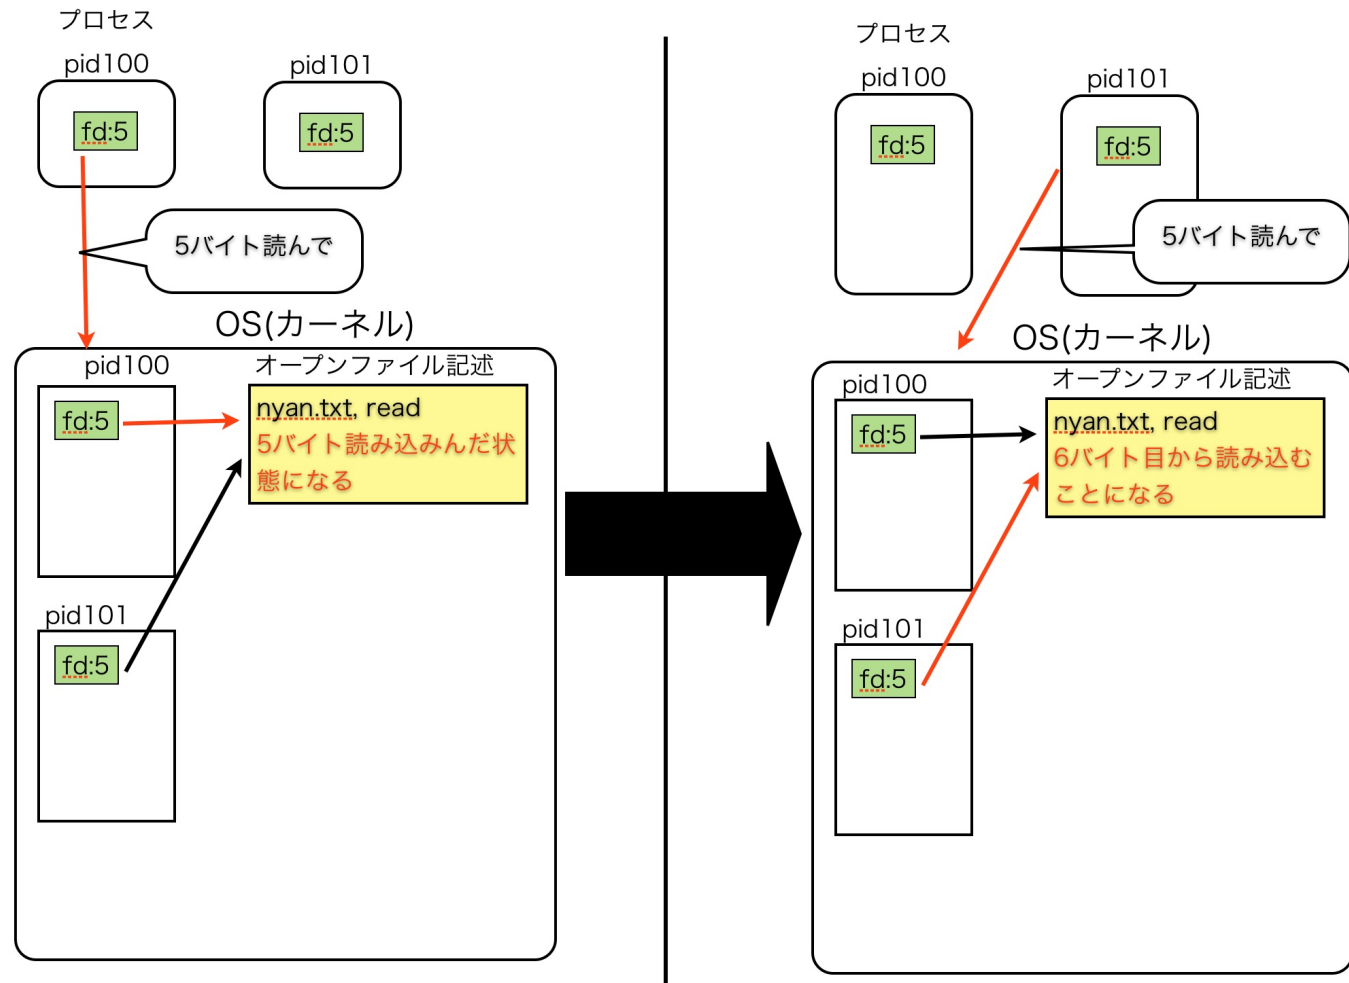 プロセス
pid100
pid101
fd:5
fd:5
5バイト読んで
OS(カーネル)
pid100
オープンファイル記述
fd:5
nyan.txt, read
5バイト読み込みんだ状
態になる
pid101
fd:5
プロセス
pid100
pid101
fd:5
fd:5
5バイト読んで
OS(カーネル)
pid100
オープンファイル記述
fd:5
nyan.txt, read
6バイト目から読み込む
ことになる
pid101
fd:5